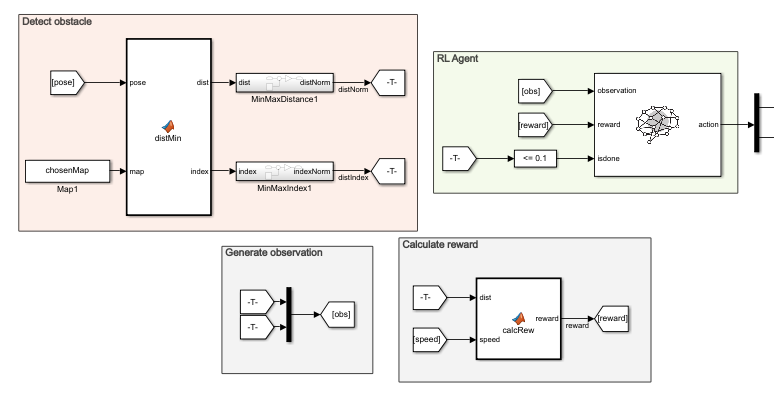 Detect obstacle
[pose]
pose
dist
distMin
map
index
chosenMap
Map1
dist
distNorm
MinMaxDistance1
distNorm
-T-
index
indexNorm
MinMaxIndex1
distIndex
-T-
RL Agent
[obs]
observation
[reward]
reward
action
-T-
<= 0.1
isdone
Generate observation
-T-
-T-
[obs]
Calculate reward
-T-
dist
[speed]
speed
calcRew
reward
reward
[reward]